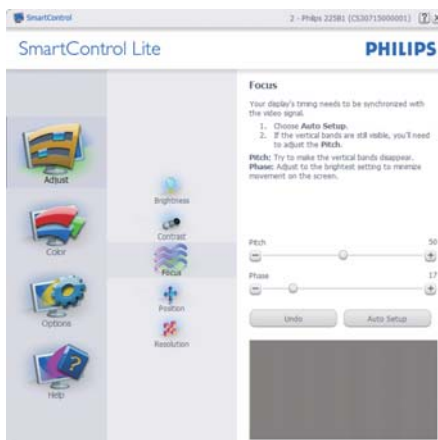 SmartControl
2 - Philips 225B1 (CS30715000001)
SmartControl Lite
PHILIPS
Focus
Your display's timing needs to be synchronized with
the video signal.
1. Choose Auto Setup.
2. If the vertical bands are still visible, you'll need
to adjust the Pitch.
Pitch: Try to make the vertical bands disappear.
Phase: Adjust to the brightest setting to minimize
movement on the screen.
Adjust
Color
Options
Help
Brightness
Contrast
Focus
Position
Resolution
Pitch
50
Phase
17
Undo
Auto Setup